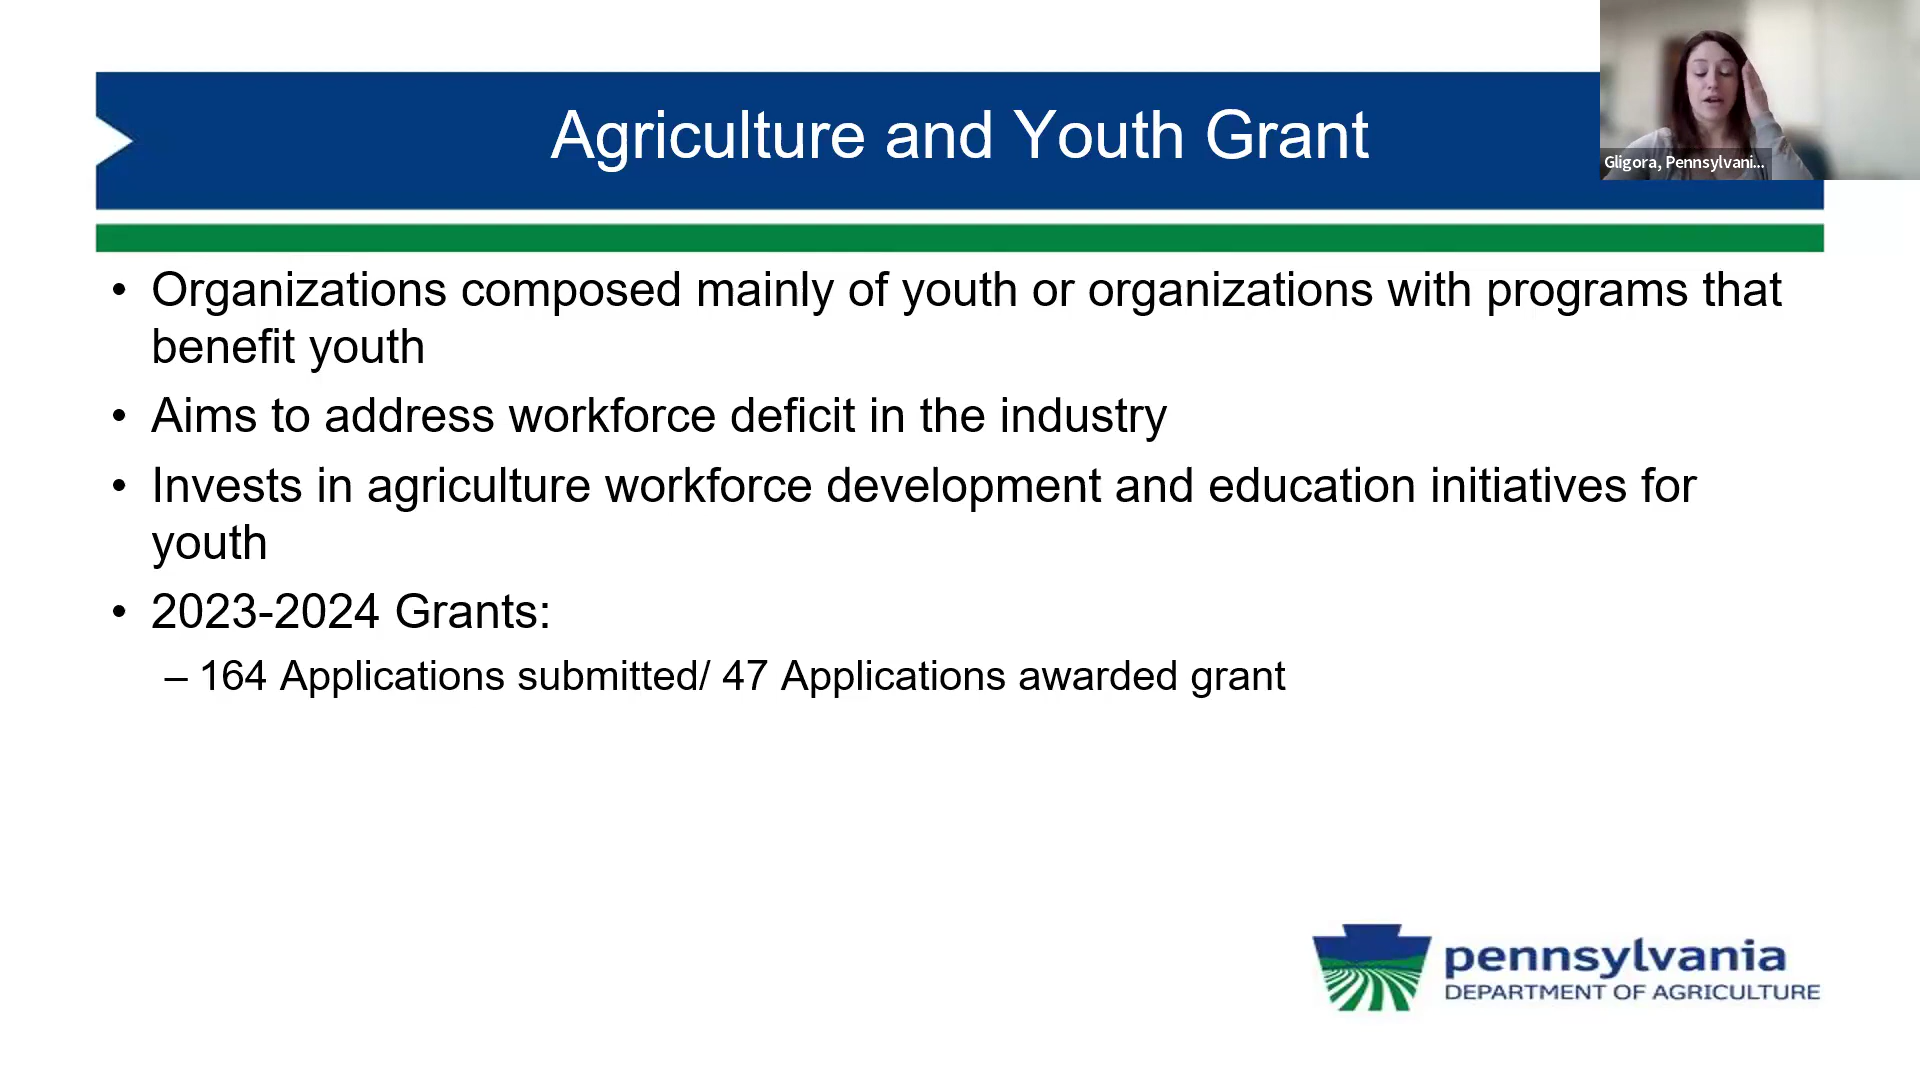 Agriculture and Youth Grant
Gligora, Pennsylvani...
• Organizations composed mainly of youth or organizations with programs that
benefit youth
• Aims to address workforce deficit in the industry
• Invests in agriculture workforce development and education initiatives for
youth
• 2023-2024 Grants:
– 164 Applications submitted/ 47 Applications awarded grant
pennsylvania
DEPARTMENT OF AGRICULTURE